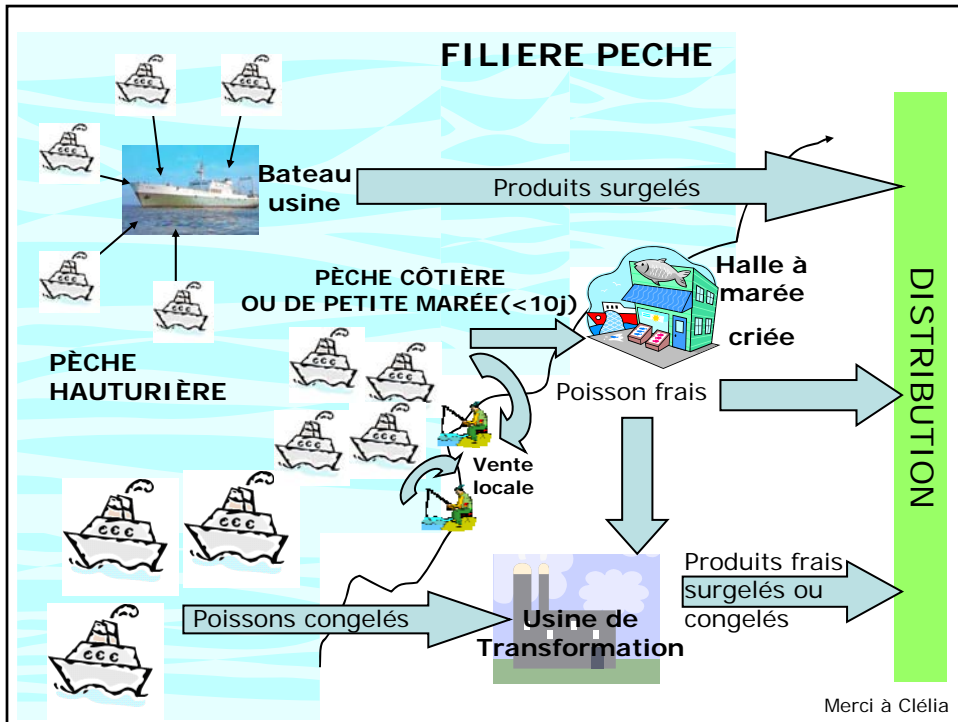 FILIERE PECHE
Bateau
usine
Produits surgelés
PÈCHE CÔTIÈRE
OU DE PETITE MARÉE(<10j)
Halle à
marée
criée
PÈCHE
HAUTURIÈRE
Poisson frais
Vente
locale
Poissons congelés
Usine de
Transformation
Produits frais
surgelés ou
congelés
DISTRIBUTION
Merci à Clélia